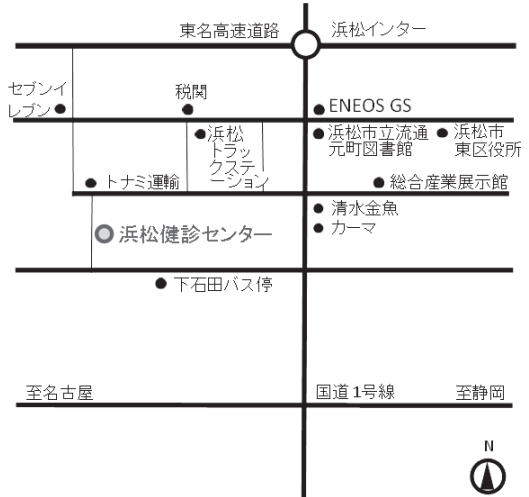 東名高速道路
浜松インター
セブンイ
レブン
税関
ENEOS GS
浜松
トラッ
クステ
ーション
浜松市立流通
元町図書館
浜松市
東区役所
トナミ運輸
総合産業展示館
清水金魚
カーマ
浜松健診センター
下石田バス停
至名古屋
国道1号線
至静岡
N